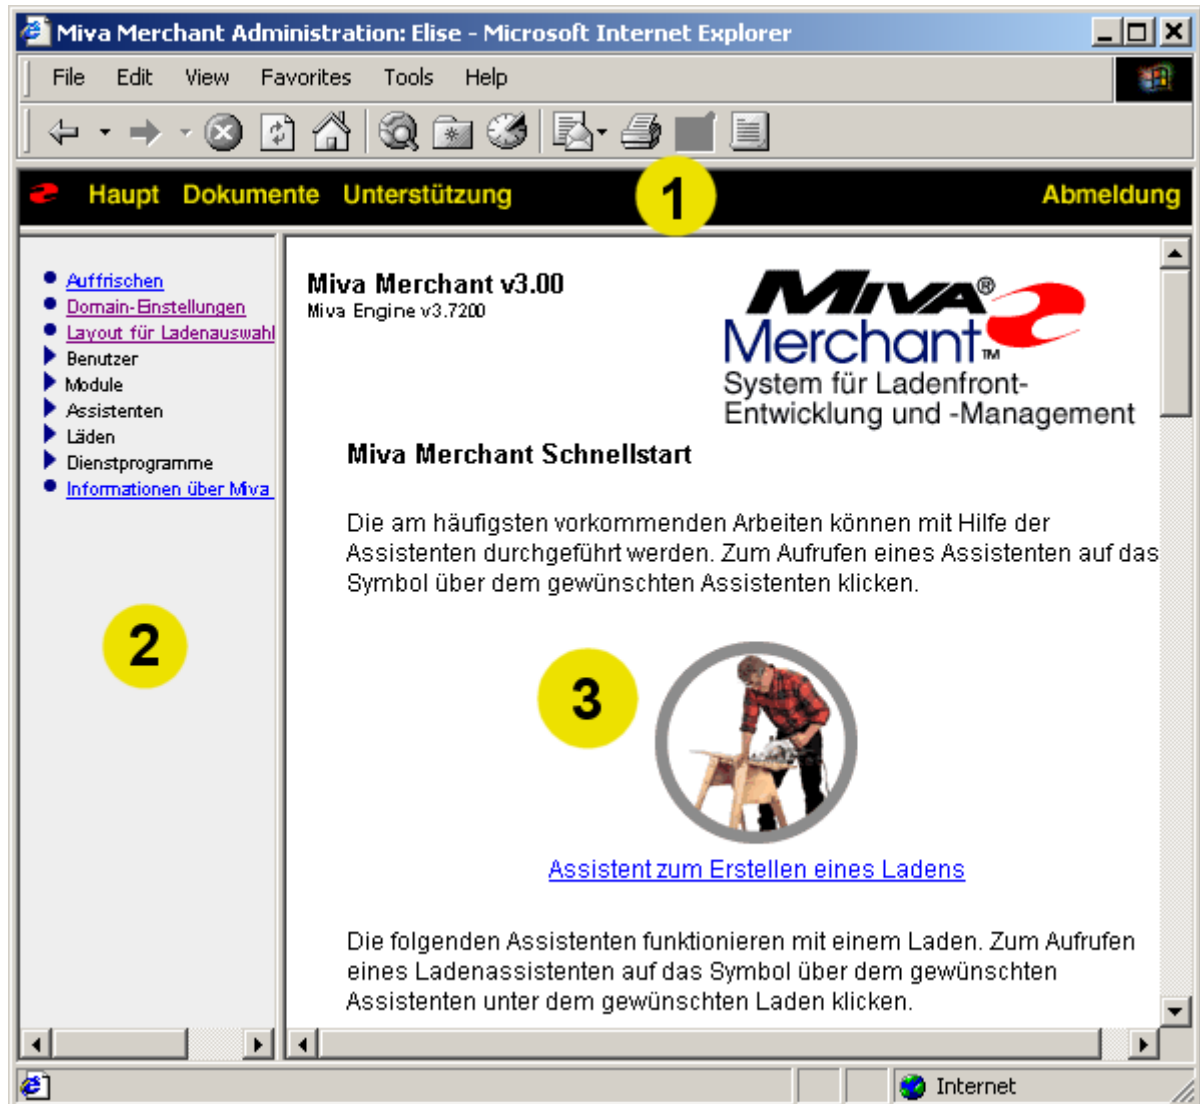 Miva Merchant Administration: Elise - Microsoft Internet Explorer
File Edit View Favorites Tools Help
Haupt Dokumente Unterstützung 1 Abmeldung
Auffrischen
Domain-Einstellungen
Layout für Ladenauswahl
Benutzer
Module
Assistenten
Läden
Dienstprogramme
Informationen über Miva
2
Miva Merchant v3.00
Miva Engine v3.7200
MIVA®
Merchant™
System für Ladenfront-
Entwicklung und -Management
Miva Merchant Schnellstart
Die am häufigsten vorkommenden Arbeiten können mit Hilfe der
Assistenten durchgeführt werden. Zum Aufrufen eines Assistenten auf das
Symbol über dem gewünschten Assistenten klicken.
3
Assistent zum Erstellen eines Ladens
Die folgenden Assistenten funktionieren mit einem Laden. Zum Aufrufen
eines Ladenassistenten auf das Symbol über dem gewünschten
Assistenten unter dem gewünschten Laden klicken.
Internet